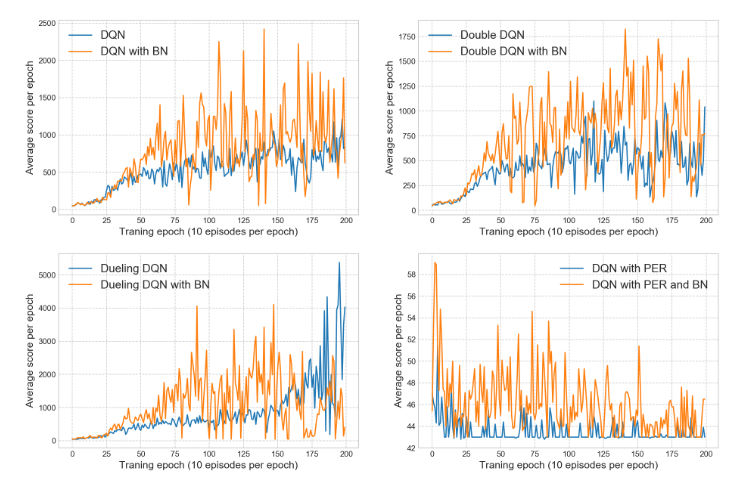 DQN
DQN with BN
Average score per epoch
2500
2000
1500
1000
500
0
0 25 50 75 100 125 150 175 200
Traning epoch (10 episodes per epoch)
Double DQN
Double DQN with BN
Average score per epoch
1750
1500
1250
1000
750
500
250
0
0 25 50 75 100 125 150 175 200
Traning epoch (10 episodes per epoch)
Dueling DQN
Dueling DQN with BN
Average score per epoch
5000
4000
3000
2000
1000
0
0 25 50 75 100 125 150 175 200
Traning epoch (10 episodes per epoch)
DQN with PER
DQN with PER and BN
Average score per epoch
58
56
54
52
50
48
46
44
42
0 25 50 75 100 125 150 175 200
Traning epoch (10 episodes per epoch)